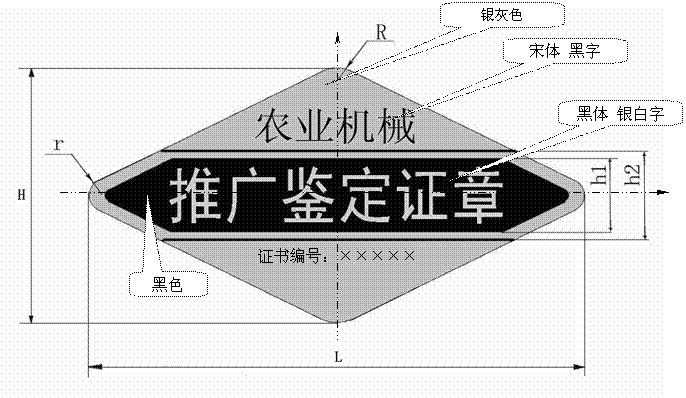 银灰色
R
宋体 黑字
农业机械
黑体 银白字
r
推广鉴定证章
h1
h2
H
证书编号：×××××
黑色
L